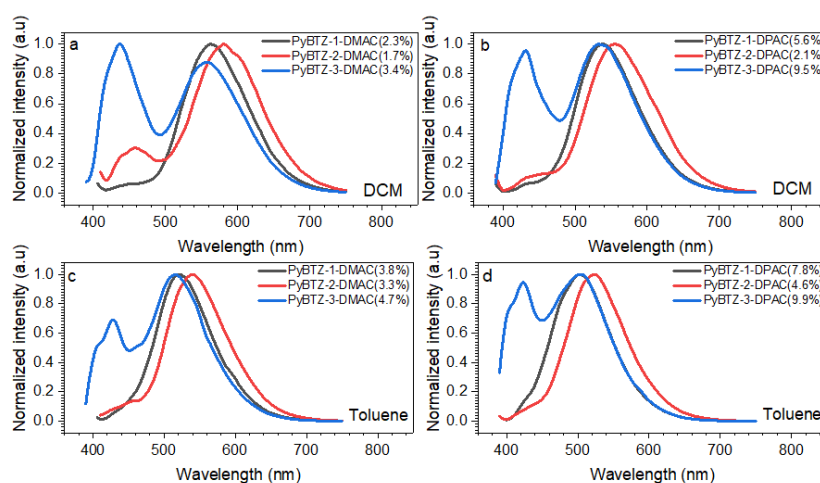 a
PyBTZ-1-DMAC(2.3%)
PyBTZ-2-DMAC(1.7%)
PyBTZ-3-DMAC(3.4%)
DCM
Normalized intensity (a.u)
1.0
0.8
0.6
0.4
0.2
0.0
400 500 600 700 800
Wavelength (nm)
b
PyBTZ-1-DPAC(5.6%
PyBTZ-2-DPAC(2.1%
PyBTZ-3-DPAC(9.5%
DCM
Normalized intensity (a.u)
1.0
0.8
0.6
0.4
0.2
0.0
400 500 600 700 800
Wavelength (nm)
c
PyBTZ-1-DMAC(3.8%)
PyBTZ-2-DMAC(3.3%)
PyBTZ-3-DMAC(4.7%)
Toluene
Normalized intensity (a.u)
1.0
0.8
0.6
0.4
0.2
0.0
400 500 600 700 800
Wavelength (nm)
d
PyBTZ-1-DPAC(7.8%)
PyBTZ-2-DPAC(4.6%)
PyBTZ-3-DPAC(9.9%)
Toluene
Normalized intensity (a.u)
1.0
0.8
0.6
0.4
0.2
0.0
400 500 600 700 800
Wavelength (nm)